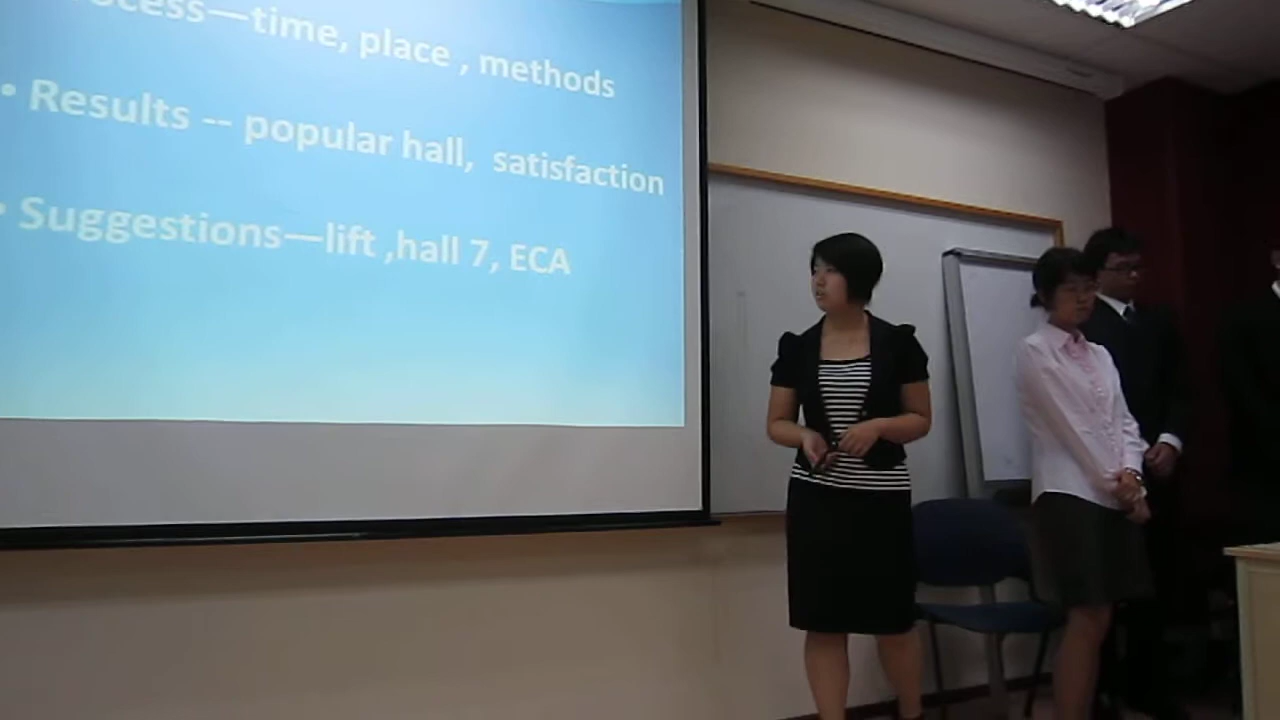 —time, place , methods
• Results -- popular hall, satisfaction
• Suggestions—lift ,hall 7, ECA